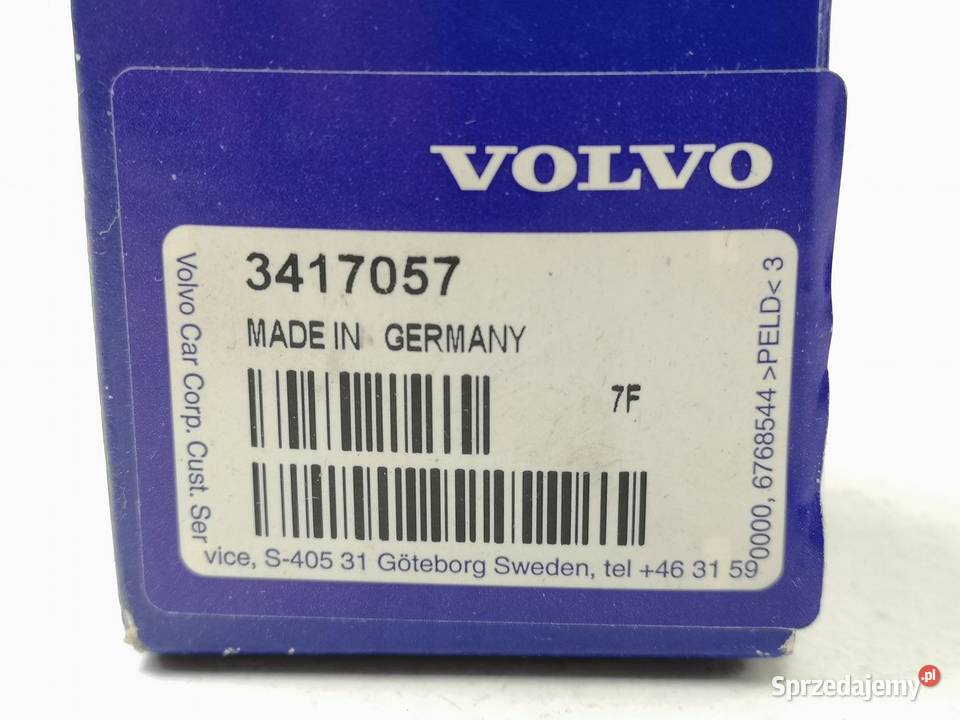 VOLVO
3417057
MADE IN GERMANY
7F
Volvo Car Corp. Cust. Ser
vice, S-405 31 Göteborg Sweden, tel +46 31 59
0000, 6768544 >PELD< 3
Sprzedajemy.pl